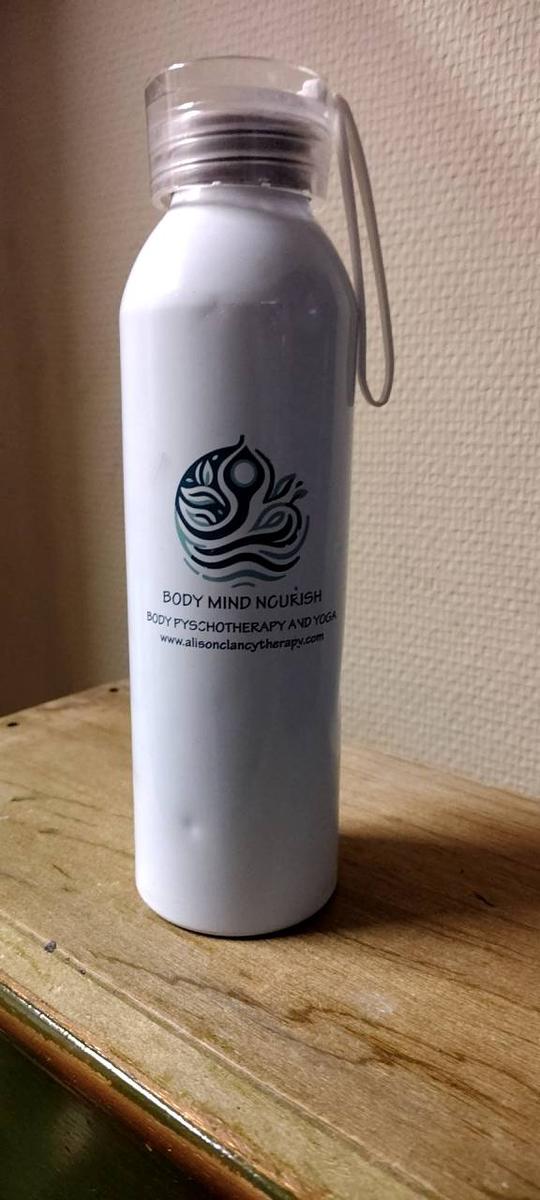 BODY MIND NOURISH
BODY PYSCHOTHERAPY AND YOGA
www.alisonclancytherapy.com